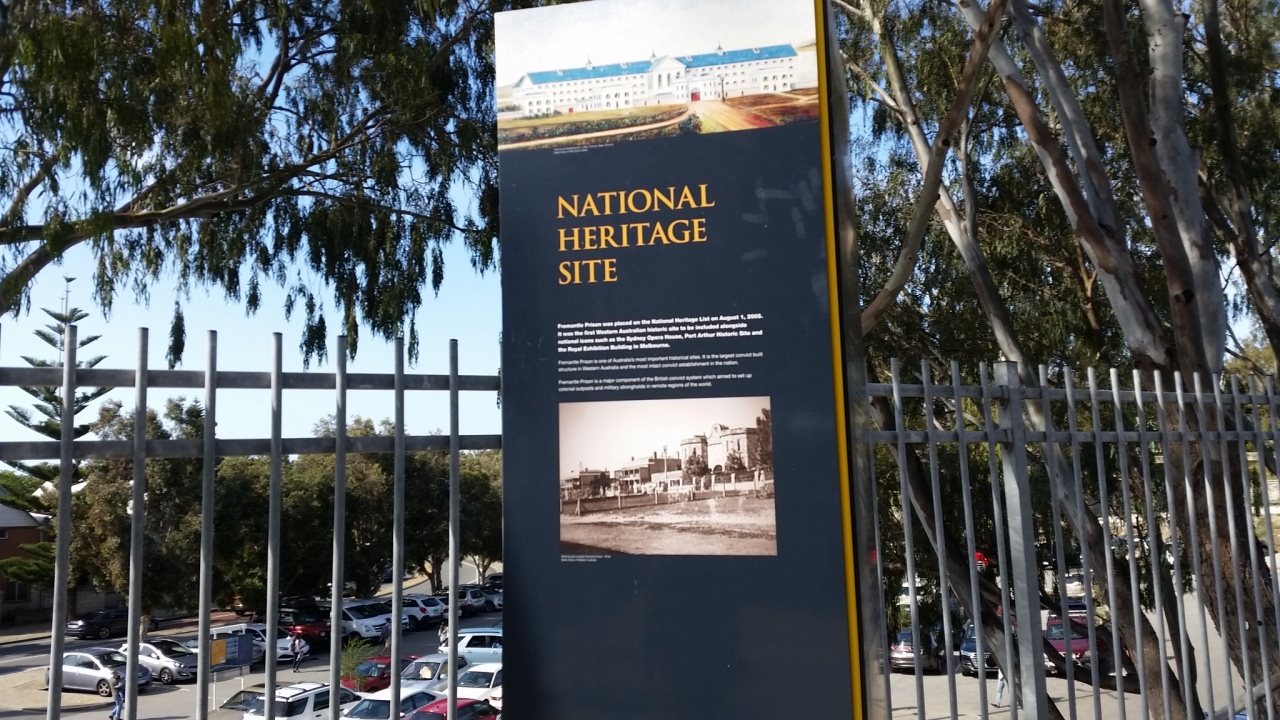 NATIONAL
HERITAGE
SITE
Fremantle Prison was placed on the National Heritage List on August 1, 2005.
It was the first Western Australian historic site to be included alongside
national icons such as the Sydney Opera House, Port Arthur Historic Site and
the Royal Exhibition Building in Melbourne.
Fremantle Prison is one of Australia's most important historical sites. It is the largest convict built
structure in Western Australia and the most intact convict establishment in the nation.
Fremantle Prison is a major component of the British convict system which aimed to set up
colonial outposts and military strongholds in remote regions of the world.